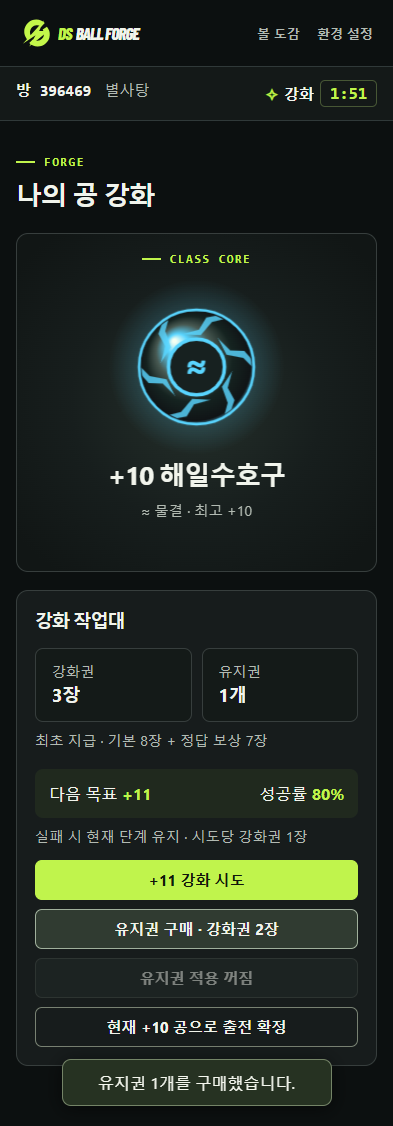 DS BALL FORGE 볼 도감 환경 설정
방 396469 별사탕 ✧ 강화 1:51
FORGE
나의 공 강화
CLASS CORE
≈
+10 해일수호구
≈ 물결 · 최고 +10
강화 작업대
강화권 유지권
3장 1개
최초 지급 · 기본 8장 + 정답 보상 7장
다음 목표 +11 성공률 80%
실패 시 현재 단계 유지 · 시도당 강화권 1장
+11 강화 시도
유지권 구매 · 강화권 2장
유지권 적용 꺼짐
현재 +10 공으로 출전 확정
유지권 1개를 구매했습니다.